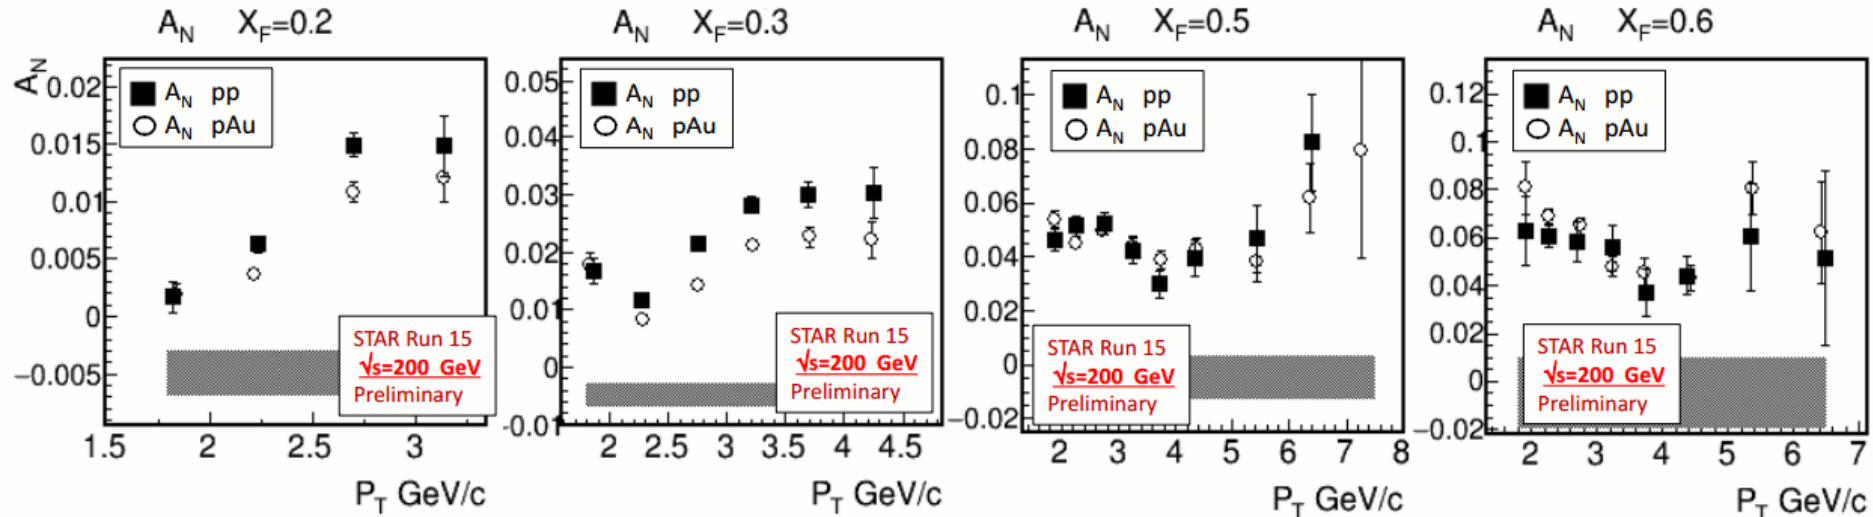 A_N X_F=0.2
A_N
0.02
0.015
0.01
0.005
0
−0.005
A_N pp
A_N pAu
STAR Run 15
√s=200 GeV
Preliminary
1.5 2 2.5 3
P_T GeV/c
A_N X_F=0.3
0.05
0.04
0.03
0.02
0.01
0
-0.01
A_N pp
A_N pAu
STAR Run 15
√s=200 GeV
Preliminary
2 2.5 3 3.5 4 4.5
P_T GeV/c
A_N X_F=0.5
0.1
0.08
0.06
0.04
0.02
0
−0.02
A_N pp
A_N pAu
STAR Run 15
√s=200 GeV
Preliminary
2 3 4 5 6 7 8
P_T GeV/c
A_N X_F=0.6
0.12
0.1
0.08
0.06
0.04
0.02
0
−0.02
A_N pp
A_N pAu
STAR Run 15
√s=200 GeV
Preliminary
2 3 4 5 6 7
P_T GeV/c